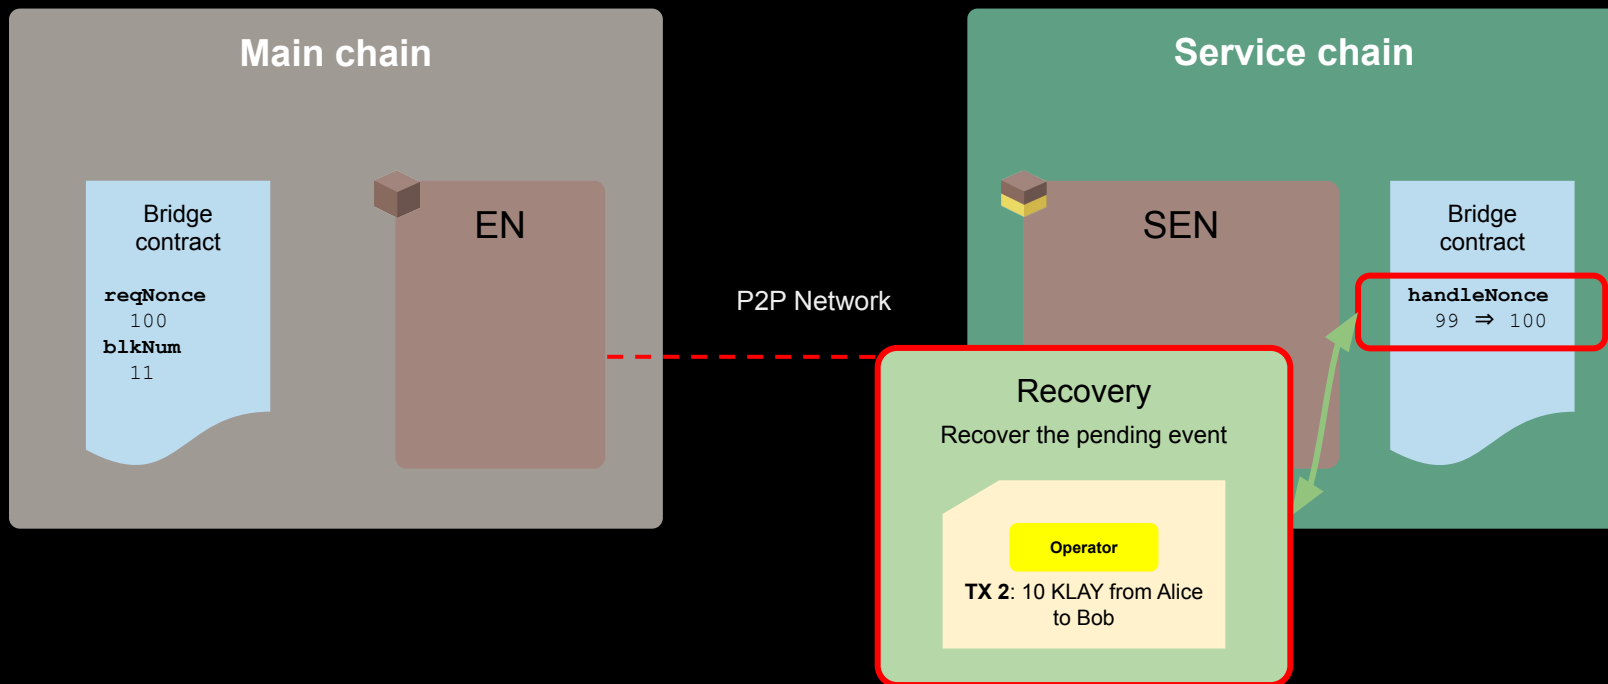 Main chain
Bridge
contract
reqNonce
100
blkNum
11
EN
P2P Network
Service chain
SEN
Bridge
contract
handleNonce
99 ⇒ 100
Recovery
Recover the pending event
Operator
TX 2: 10 KLAY from Alice
to Bob